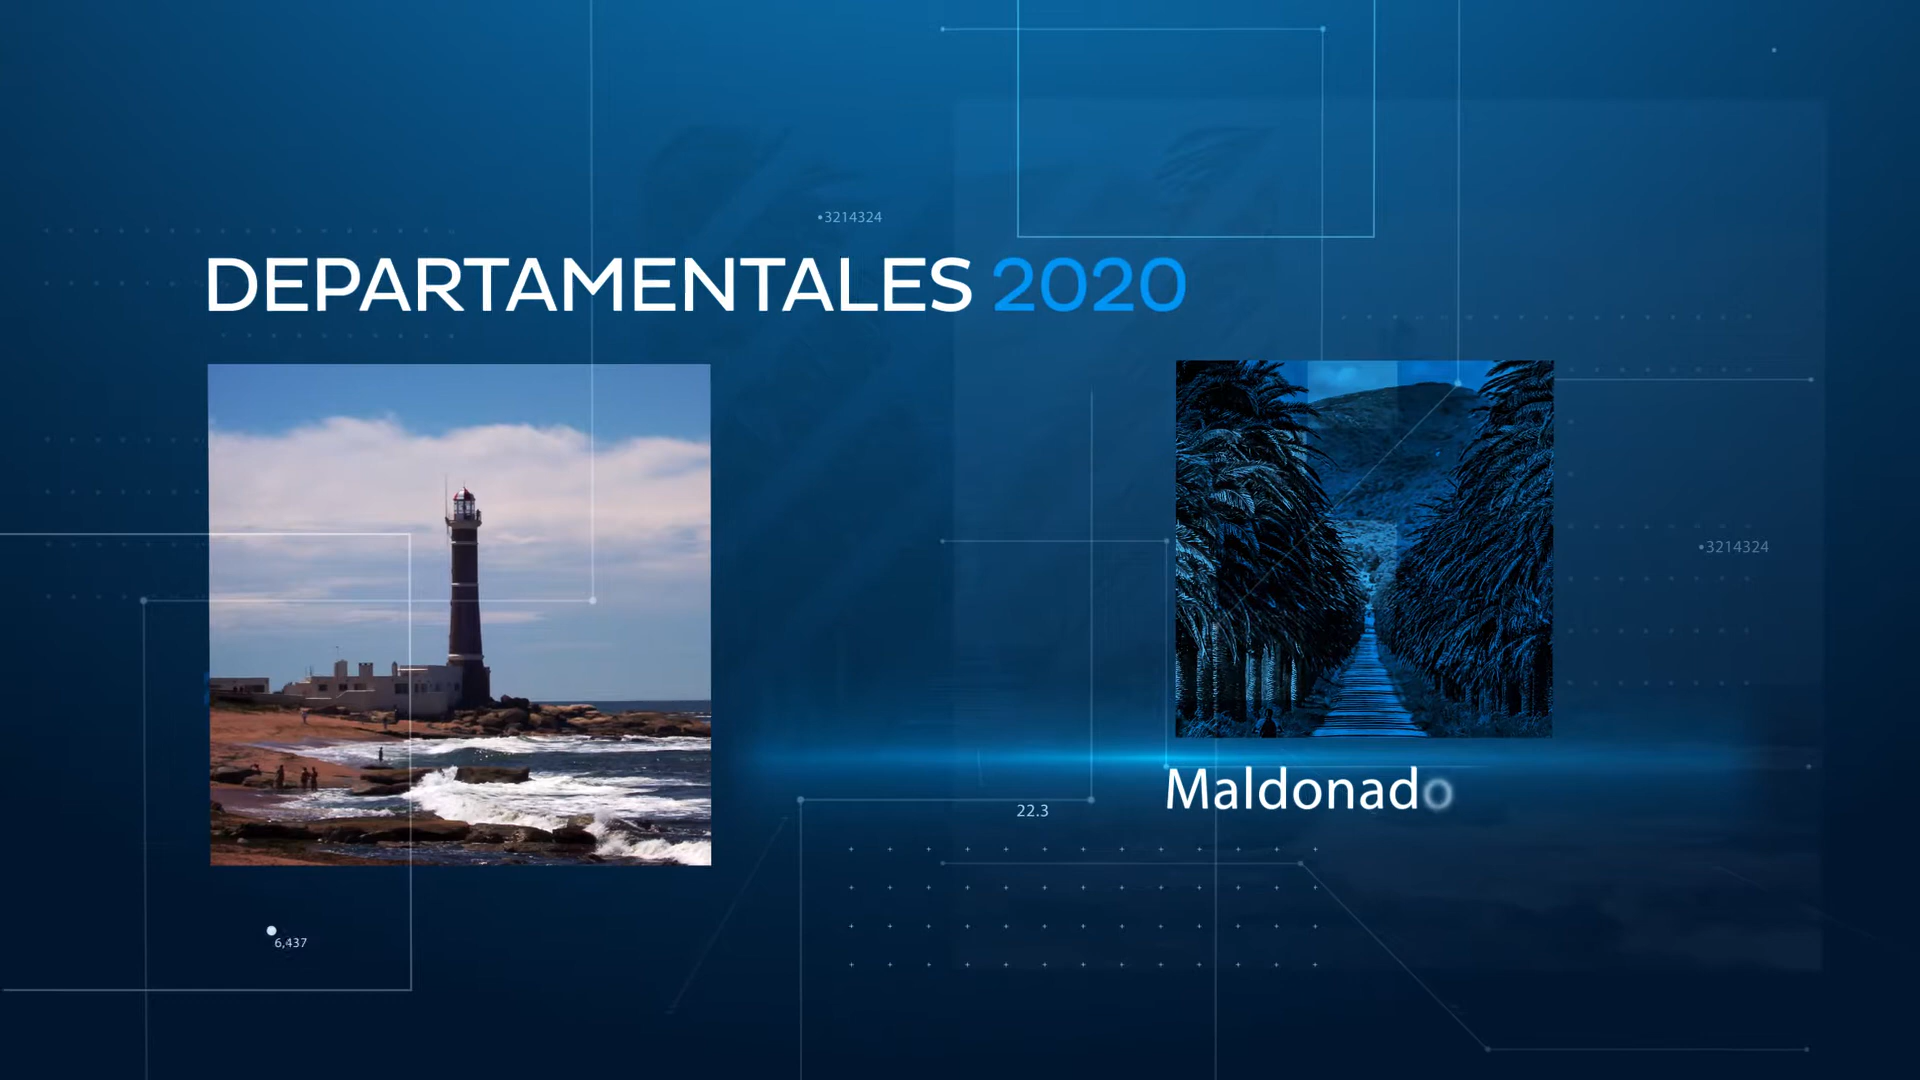 •3214324
DEPARTAMENTALES 2020
•3214324
Maldonado
22.3
6,437